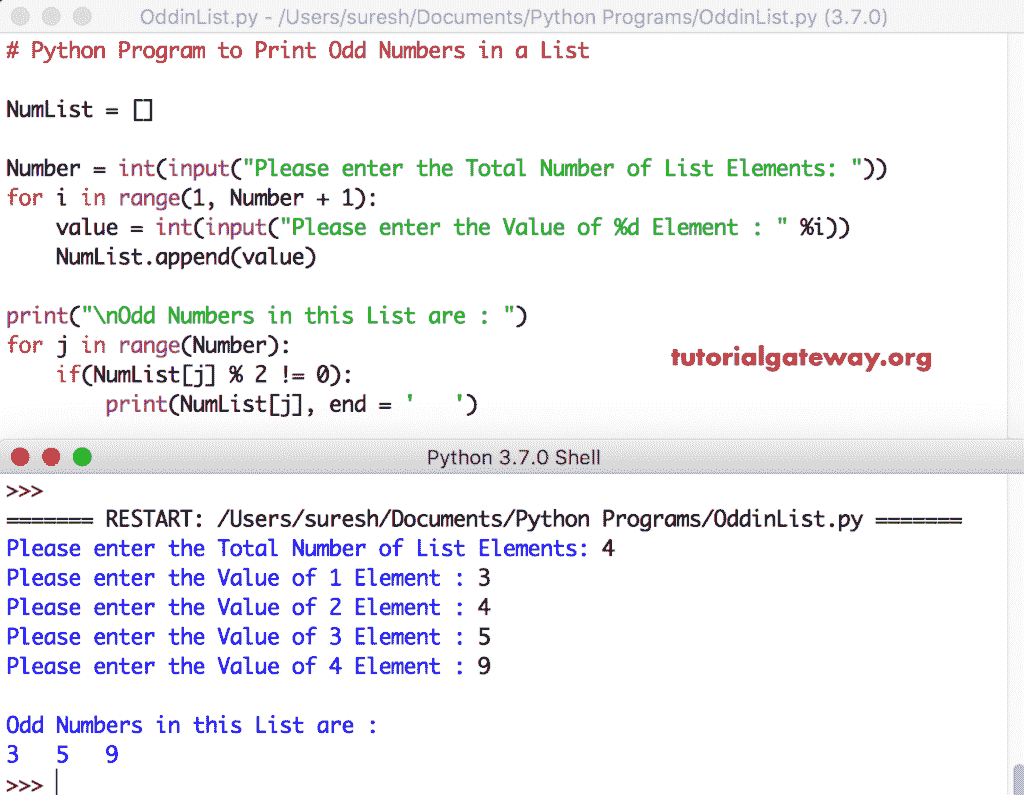 OddinList.py - /Users/suresh/Documents/Python Programs/OddinList.py (3.7.0)
# Python Program to Print Odd Numbers in a List
NumList = []
Number = int(input("Please enter the Total Number of List Elements: "))
for i in range(1, Number + 1):
    value = int(input("Please enter the Value of %d Element : " %i))
    NumList.append(value)
print("\nOdd Numbers in this List are : ")
for j in range(Number):
    if(NumList[j] % 2 != 0):
        print(NumList[j], end = '   ')
tutorialgateway.org
Python 3.7.0 Shell
>>>
======= RESTART: /Users/suresh/Documents/Python Programs/OddinList.py =======
Please enter the Total Number of List Elements: 4
Please enter the Value of 1 Element : 3
Please enter the Value of 2 Element : 4
Please enter the Value of 3 Element : 5
Please enter the Value of 4 Element : 9
Odd Numbers in this List are :
3   5   9
>>>